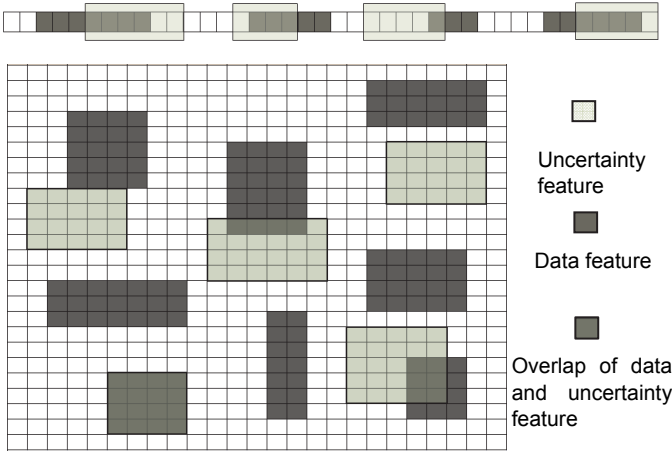 Uncertainty
feature
Data feature
Overlap of data
and uncertainty
feature